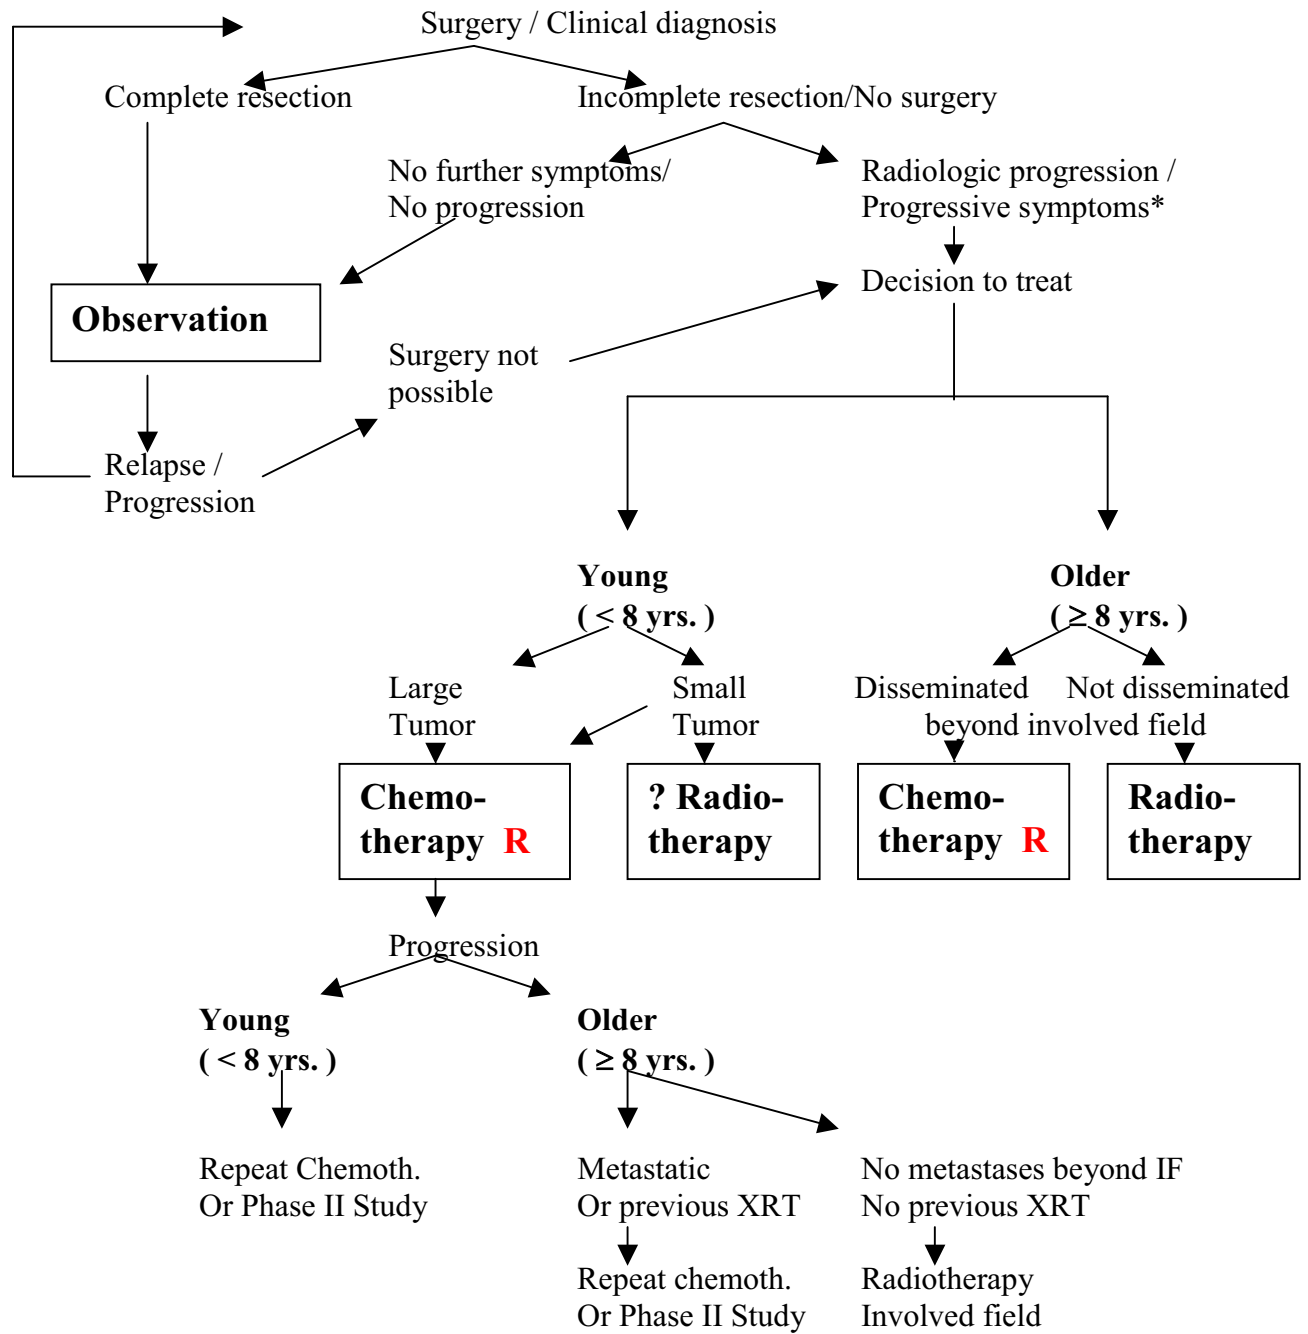 Surgery / Clinical diagnosis
Complete resection
Incomplete resection/No surgery
No further symptoms/
No progression
Radiologic progression /
Progressive symptoms*
Decision to treat
Observation
Surgery not
possible
Relapse /
Progression
Young
( < 8 yrs. )
Older
( ≥ 8 yrs. )
Large
Tumor
Small
Tumor
Disseminated
Not disseminated
beyond involved field
Chemo-
therapy R
? Radio-
therapy
Chemo-
therapy R
Radio-
therapy
Progression
Young
( < 8 yrs. )
Older
( ≥ 8 yrs. )
Repeat Chemoth.
Or Phase II Study
Metastatic
Or previous XRT
No metastases beyond IF
No previous XRT
Repeat chemoth.
Or Phase II Study
Radiotherapy
Involved field